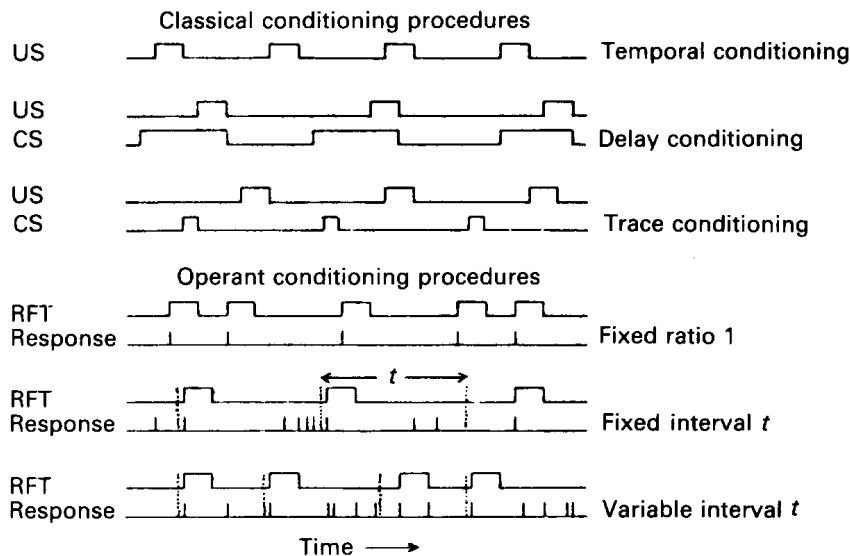 Classical conditioning procedures
US Temporal conditioning
US
CS Delay conditioning
US
CS Trace conditioning
Operant conditioning procedures
RFT
Response Fixed ratio 1
t
RFT
Response Fixed interval t
RFT
Response Variable interval t
Time